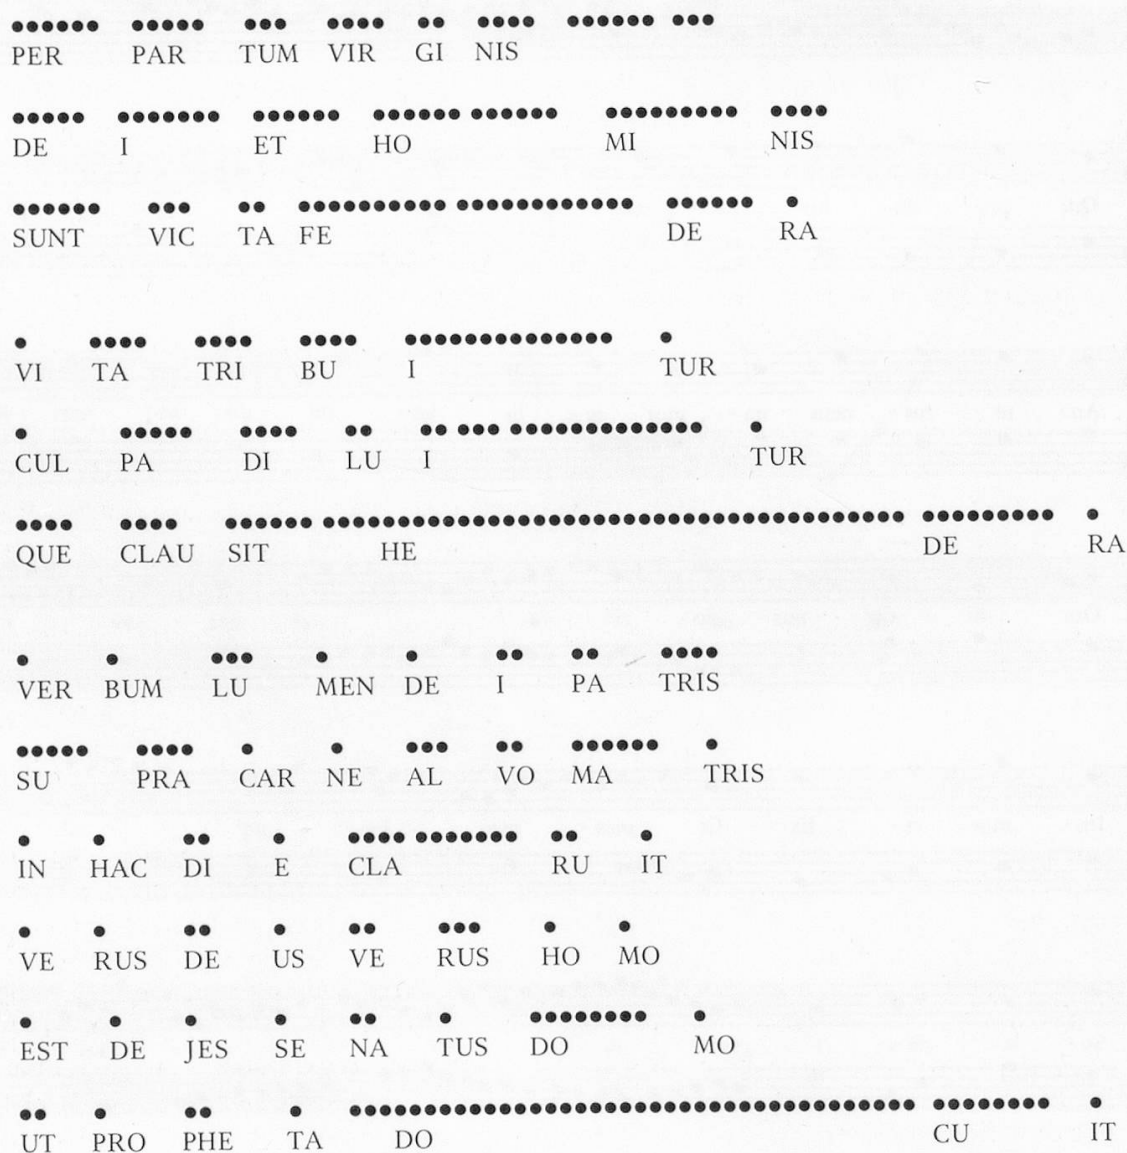 PER PAR TUM VIR GI NIS
DE I ET HO MI NIS
SUNT VIC TA FE DE RA
VI TA TRI BU I TUR
CUL PA DI LU I TUR
QUE CLAU SIT HE DE RA
VER BUM LU MEN DE I PA TRIS
SU PRA CAR NE AL VO MA TRIS
IN HAC DI E CLA RU IT
VE RUS DE US VE RUS HO MO
EST DE JES SE NA TUS DO MO
UT PRO PHE TA DO CU IT